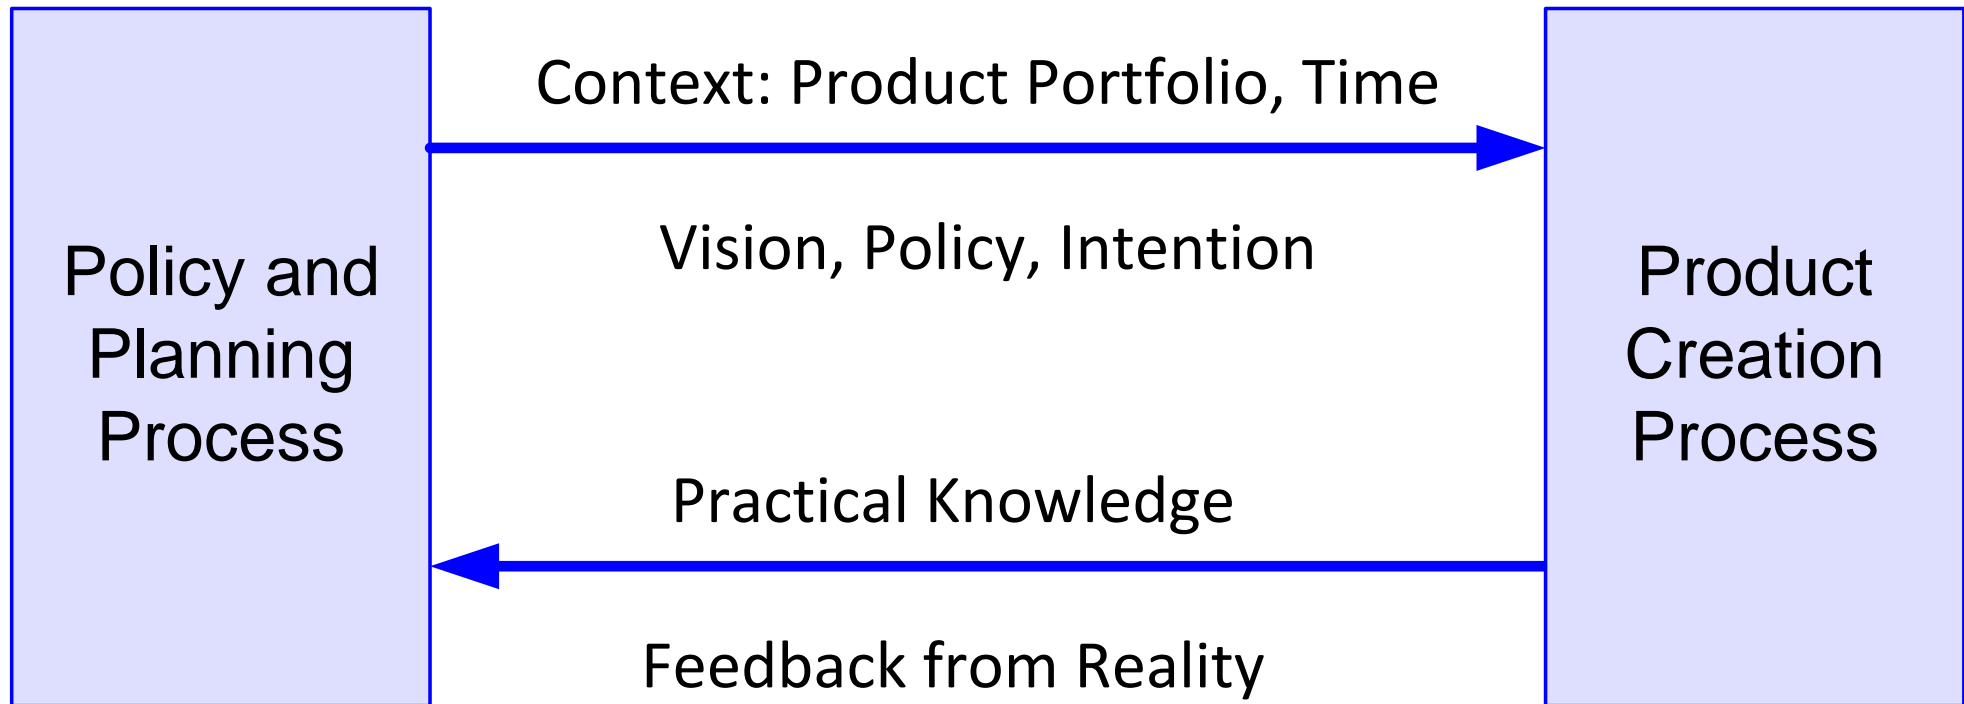 Policy and
Planning
Process
Context: Product Portfolio, Time
Vision, Policy, Intention
Practical Knowledge
Feedback from Reality
Product
Creation
Process